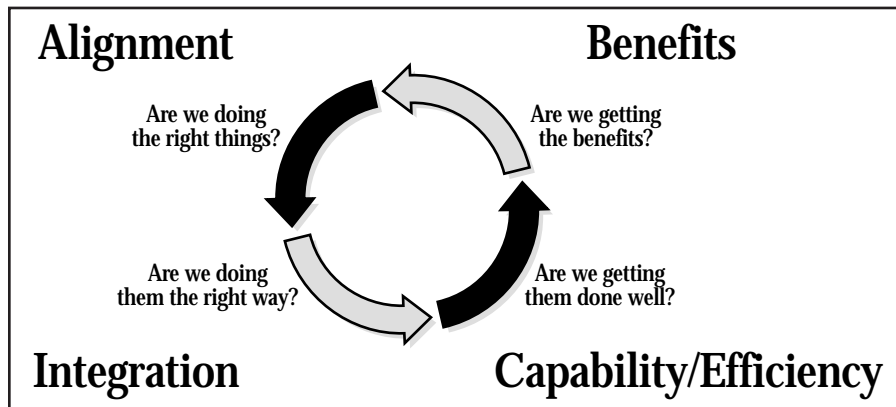 Alignment
Benefits
Are we doing
the right things?
Are we getting
the benefits?
Are we doing
them the right way?
Are we getting
them done well?
Integration
Capability/Efficiency